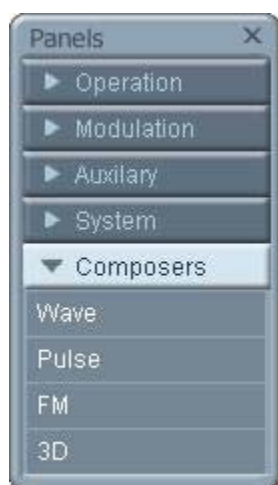 Panels
Operation
Modulation
Auxilary
System
Composers
Wave
Pulse
FM
3D